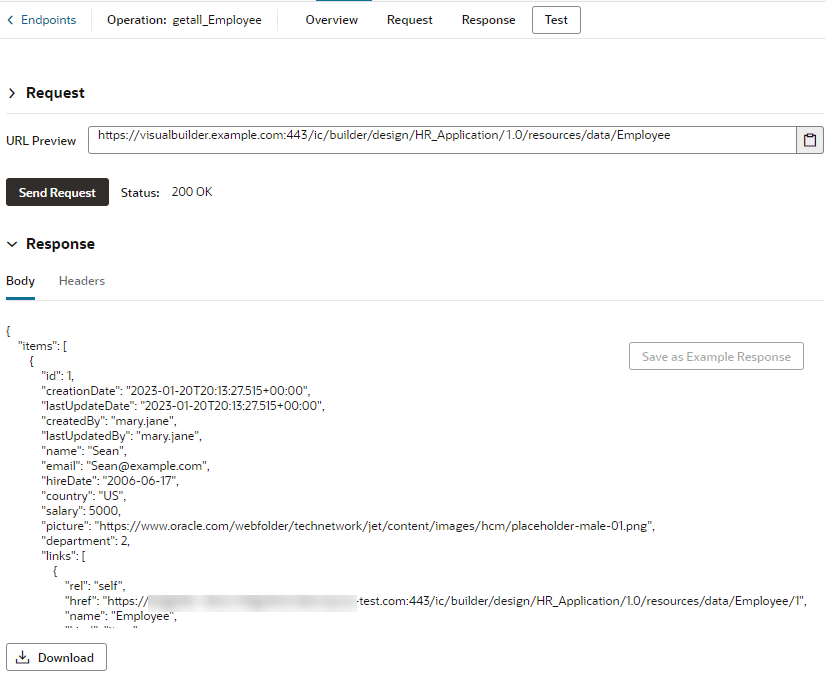 Endpoints Operation: getall_Employee Overview Request Response Test
Request
URL Preview https://visualbuilder.example.com:443/ic/builder/design/HR_Application/1.0/resources/data/Employee
Send Request Status: 200 OK
Response
Body Headers
{
"items": [
Save as Example Response
{
"id": 1,
"creationDate": "2023-01-20T20:13:27.515+00:00",
"lastUpdateDate": "2023-01-20T20:13:27.515+00:00",
"createdBy": "mary.jane",
"lastUpdatedBy": "mary.jane",
"name": "Sean",
"email": "Sean@example.com",
"hireDate": "2006-06-17",
"country": "US",
"salary": 5000,
"picture": "https://www.oracle.com/webfolder/technetwork/jet/content/images/hcm/placeholder-male-01.png",
"department": 2,
"links": [
{
"rel": "self",
"href": "https:// -test.com:443/ic/builder/design/HR_Application/1.0/resources/data/Employee/1",
"name": "Employee",
Download